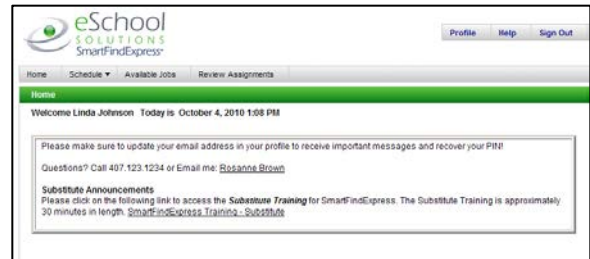 eSchool
SOLUTIONS
SmartFindExpress
Profile Help Sign Out
Home Schedule ▼ Available Jobs Review Assignments
Home
Welcome Linda Johnson Today is October 4, 2010 1:08 PM
Please make sure to update your email address in your profile to receive important messages and recover your PIN!
Questions? Call 407.123.1234 or Email me: Rosanne Brown
Substitute Announcements
Please click on the following link to access the Substitute Training for SmartFindExpress. The Substitute Training is approximately
30 minutes in length. SmartFindExpress Training - Substitute